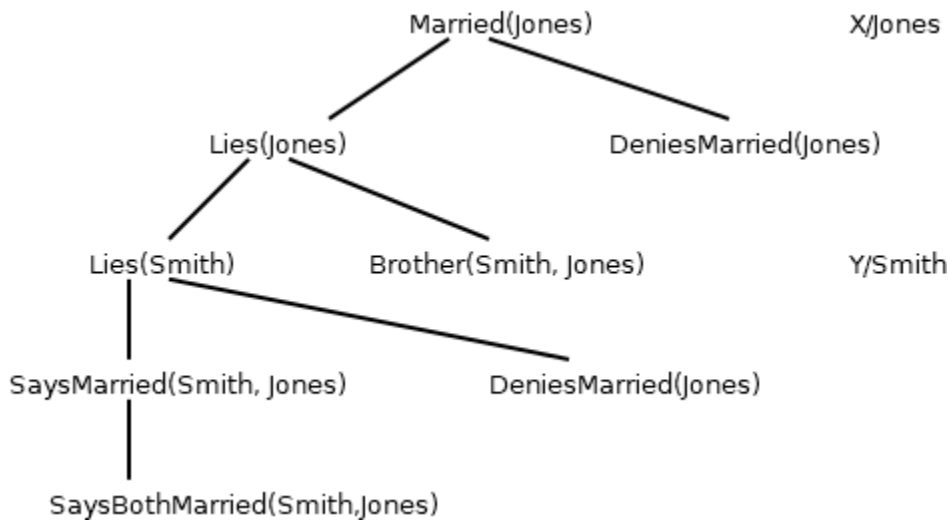 Married(Jones) X/Jones
Lies(Jones) DeniesMarried(Jones)
Lies(Smith) Brother(Smith, Jones) Y/Smith
SaysMarried(Smith, Jones) DeniesMarried(Jones)
SaysBothMarried(Smith,Jones)